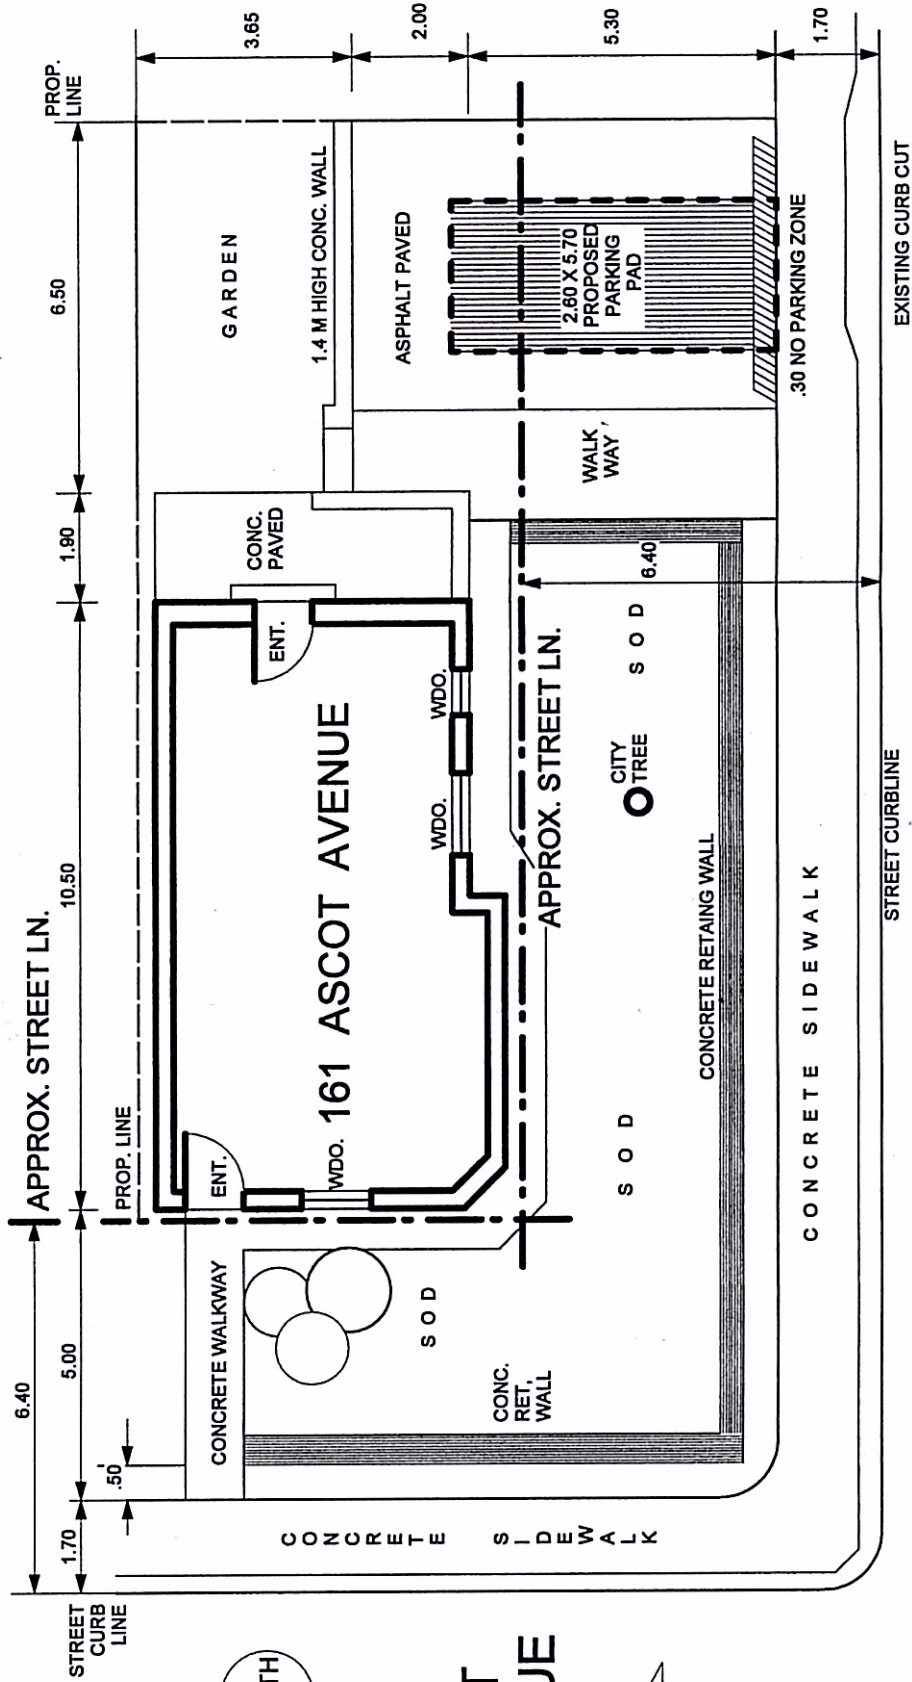 STREET
CURB
LINE
1.70
5.00
10.50
1.90
6.50
6.40
.50
APPROX. STREET LN.
PROP. LINE
PROP.
LINE
3.65
2.00
5.30
1.70
CONCRETE WALKWAY
ENT.
WDO.
161 ASCOT AVENUE
ENT.
WDO.
WDO.
CONC.
PAVED
GARDEN
1.4 M HIGH CONC. WALL
ASPHALT PAVED
2.60 X 5.70
PROPOSED
PARKING
PAD
.30 NO PARKING ZONE
WALK
WAY
SOD
CONC.
RET,
WALL
APPROX. STREET LN.
6.40
CITY
TREE
SOD
SOD
CONCRETE RETAING WALL
CONCRETE SIDEWALK
CONCRETE SIDEWALK
STREET CURBLINE
EXISTING CURB CUT
TH
T
UE